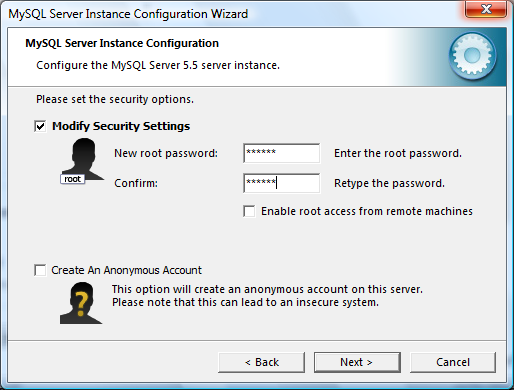 MySQL Server Instance Configuration Wizard
MySQL Server Instance Configuration
Configure the MySQL Server 5.5 server instance.
Please set the security options.
Modify Security Settings
root
New root password: ****** Enter the root password.
Confirm: ****** Retype the password.
Enable root access from remote machines
Create An Anonymous Account
This option will create an anonymous account on this server.
Please note that this can lead to an insecure system.
< Back Next > Cancel